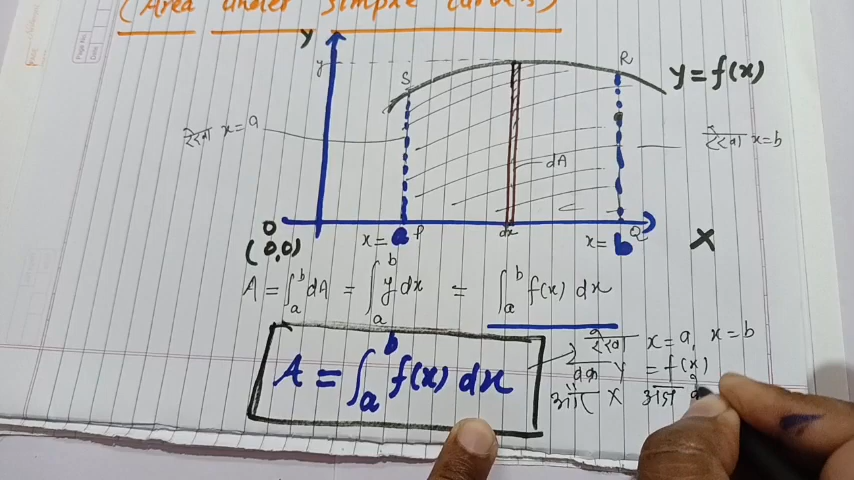 (Area under simple curves)
Y
y
S
R
y = f(x)
रेखा x = a
रेखा x = b
dA
0
(0,0)
x = a P
dx
x = b Q
X
A = ∫ₐᵇ dA = ∫ₐᵇ y dx = ∫ₐᵇ f(x) dx
A = ∫ₐᵇ f(x) dx
रेखा x = a, x = b
वक्र y = f(x)
और X अक्ष